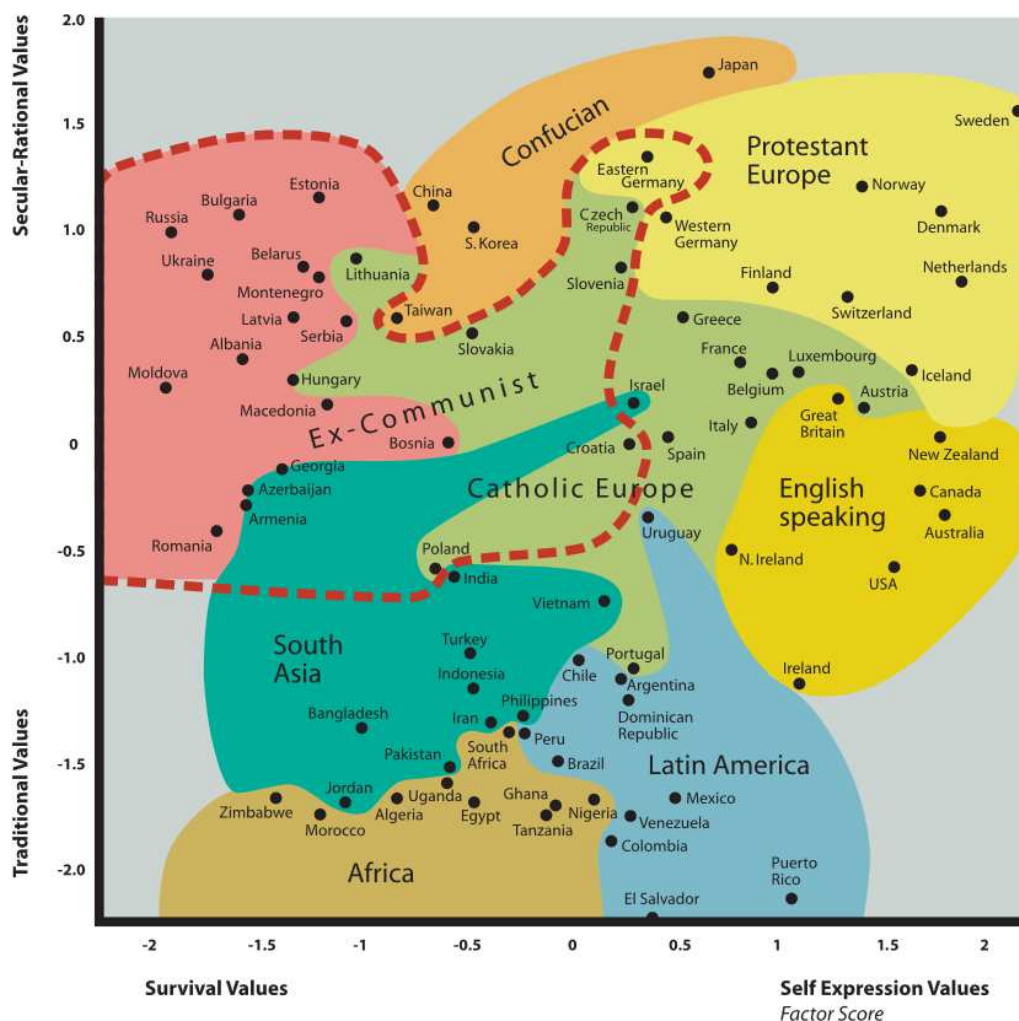 Secular-Rational Values
Traditional Values
2.0
1.5
1.0
0.5
0
-0.5
-1.0
-1.5
-2.0
Japan
Confucian
Sweden
Protestant
Europe
Eastern
Germany
Norway
Estonia
China
Bulgaria
Russia
Czech
Republic
Western
Germany
Denmark
S. Korea
Belarus
Ukraine
Lithuania
Slovenia
Finland
Netherlands
Montenegro
Switzerland
Latvia
Serbia
Taiwan
Greece
Slovakia
Albania
France
Luxembourg
Moldova
Hungary
Belgium
Iceland
Ex-Communist
Israel
Austria
Macedonia
Great
Britain
Italy
Bosnia
Croatia
Spain
New Zealand
Georgia
Azerbaijan
Armenia
Catholic Europe
English
speaking
Canada
Australia
Uruguay
Romania
Poland
India
N. Ireland
USA
Vietnam
South
Asia
Turkey
Indonesia
Chile
Portugal
Argentina
Ireland
Bangladesh
Iran
Philippines
Dominican
Republic
Pakistan
South
Africa
Peru
Brazil
Latin America
Zimbabwe
Jordan
Morocco
Algeria
Uganda
Egypt
Ghana
Tanzania
Nigeria
Mexico
Venezuela
Colombia
Africa
Puerto
Rico
El Salvador
-2
-1.5
-1
-0.5
0
0.5
1
1.5
2
Survival Values
Self Expression Values
Factor Score